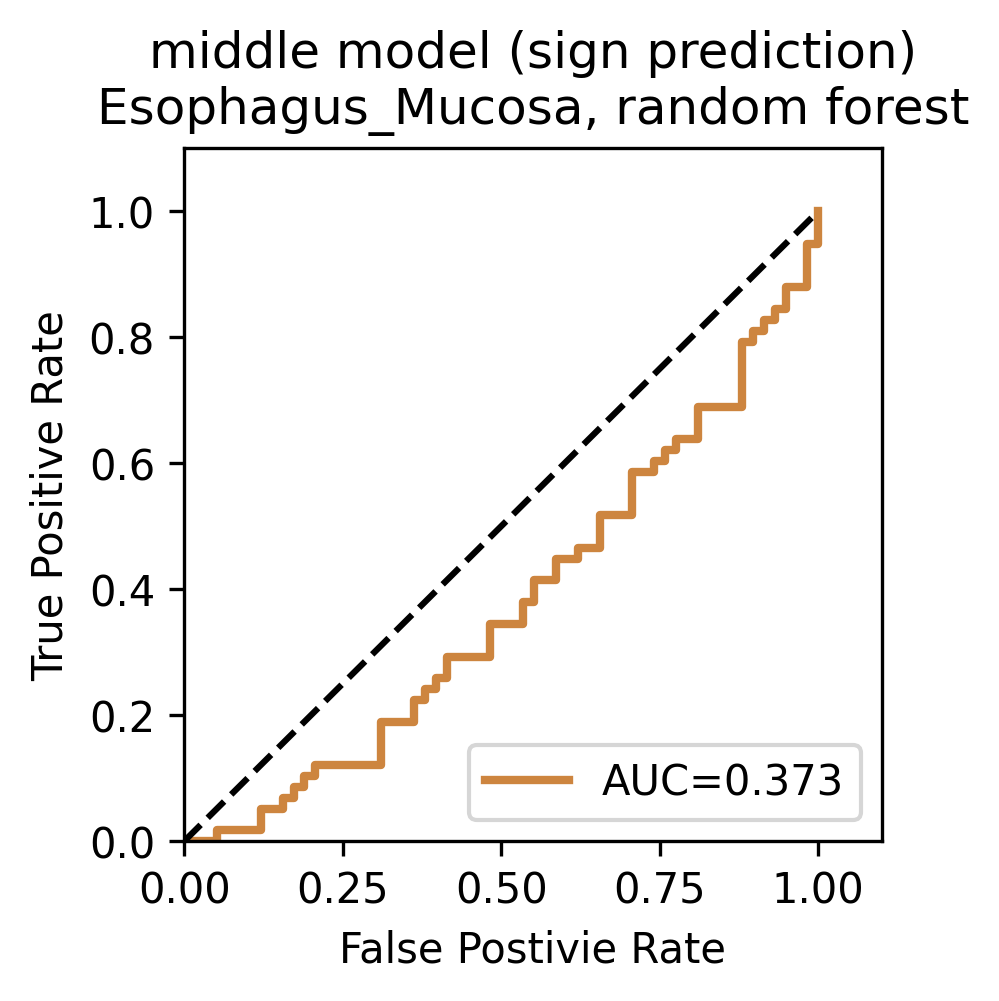 middle model (sign prediction)
Esophagus_Mucosa, random forest
True Positive Rate
1.0
0.8
0.6
0.4
0.2
0.0
AUC=0.373
0.00 0.25 0.50 0.75 1.00
False Postivie Rate